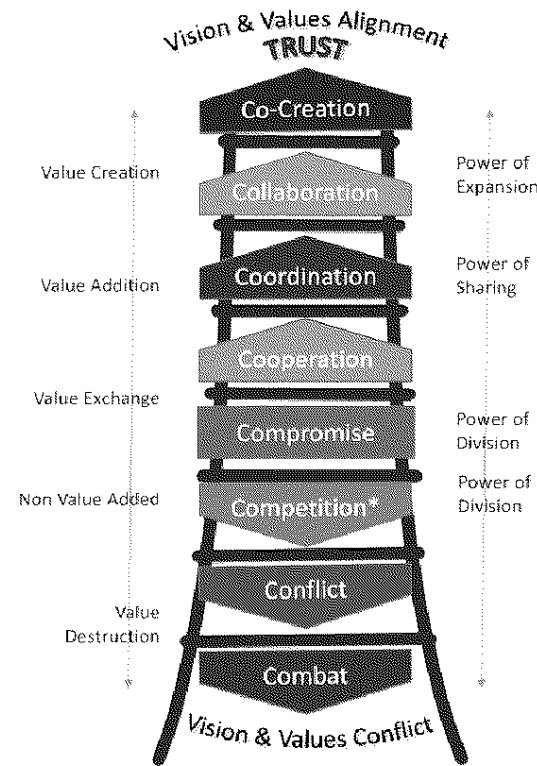 Vision & Values Alignment
TRUST
Co-Creation
Value Creation
Power of
Expansion
Collaboration
Value Addition
Coordination
Power of
Sharing
Cooperation
Value Exchange
Compromise
Power of
Division
Non Value Added
Competition*
Power of
Division
Conflict
Value
Destruction
Combat
Vision & Values Conflict